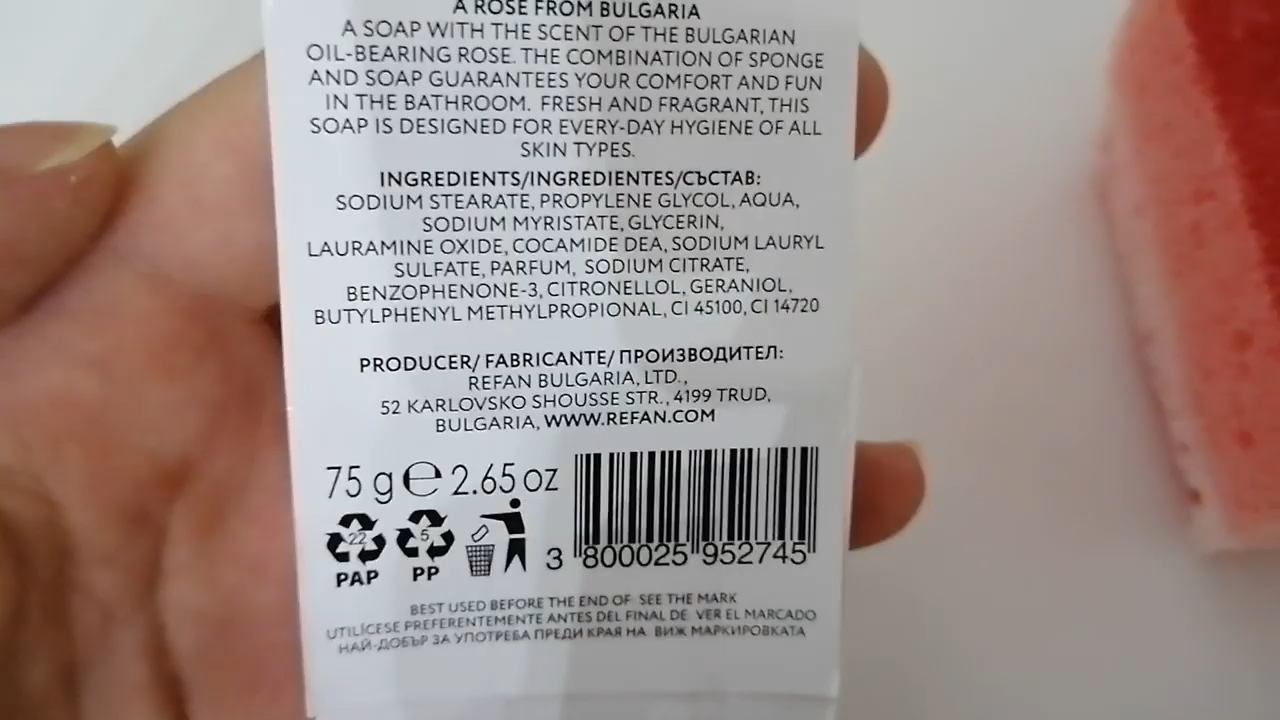 A ROSE FROM BULGARIA
A SOAP WITH THE SCENT OF THE BULGARIAN
OIL-BEARING ROSE. THE COMBINATION OF SPONGE
AND SOAP GUARANTEES YOUR COMFORT AND FUN
IN THE BATHROOM. FRESH AND FRAGRANT, THIS
SOAP IS DESIGNED FOR EVERY-DAY HYGIENE OF ALL
SKIN TYPES.
INGREDIENTS/INGREDIENTES/СЪСТАВ:
SODIUM STEARATE, PROPYLENE GLYCOL, AQUA,
SODIUM MYRISTATE, GLYCERIN,
LAURAMINE OXIDE, COCAMIDE DEA, SODIUM LAURYL
SULFATE, PARFUM, SODIUM CITRATE,
BENZOPHENONE-3, CITRONELLOL, GERANIOL,
BUTYLPHENYL METHYLPROPIONAL, CI 45100, CI 14720
PRODUCER/ FABRICANTE/ ПРОИЗВОДИТЕЛ:
REFAN BULGARIA, LTD.,
52 KARLOVSKO SHOUSSE STR., 4199 TRUD,
BULGARIA, WWW.REFAN.COM
75 g ℮ 2.65 oz
22 5
PAP PP
3 800025 952745
BEST USED BEFORE THE END OF: SEE THE MARK
UTILÍCESE PREFERENTEMENTE ANTES DEL FINAL DE: VER EL MARCADO
НАЙ-ДОБЪР ЗА УПОТРЕБА ПРЕДИ КРАЯ НА: ВИЖ МАРКИРОВКАТА